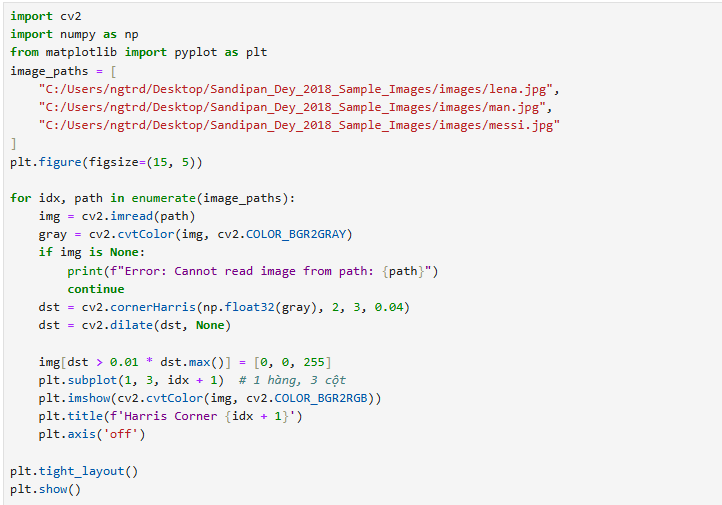 import cv2
import numpy as np
from matplotlib import pyplot as plt
image_paths = [
    "C:/Users/ngtrd/Desktop/Sandipan_Dey_2018_Sample_Images/images/lena.jpg",
    "C:/Users/ngtrd/Desktop/Sandipan_Dey_2018_Sample_Images/images/man.jpg",
    "C:/Users/ngtrd/Desktop/Sandipan_Dey_2018_Sample_Images/images/messi.jpg"
]
plt.figure(figsize=(15, 5))

for idx, path in enumerate(image_paths):
    img = cv2.imread(path)
    gray = cv2.cvtColor(img, cv2.COLOR_BGR2GRAY)
    if img is None:
        print(f"Error: Cannot read image from path: {path}")
        continue
    dst = cv2.cornerHarris(np.float32(gray), 2, 3, 0.04)
    dst = cv2.dilate(dst, None)

    img[dst > 0.01 * dst.max()] = [0, 0, 255]
    plt.subplot(1, 3, idx + 1)  # 1 hàng, 3 cột
    plt.imshow(cv2.cvtColor(img, cv2.COLOR_BGR2RGB))
    plt.title(f'Harris Corner {idx + 1}')
    plt.axis('off')

plt.tight_layout()
plt.show()